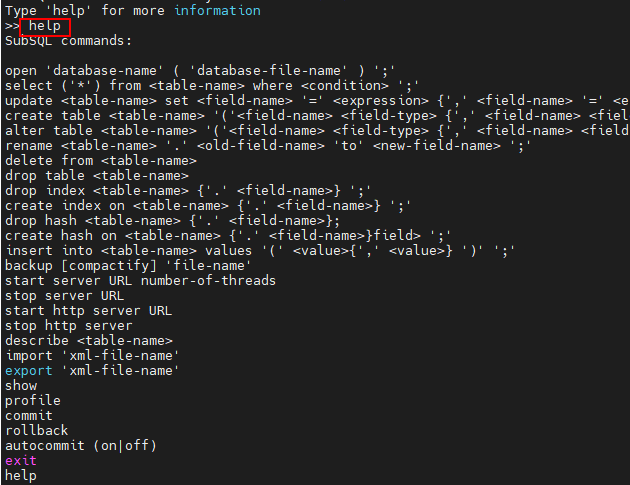 Type 'help' for more information
>> help
SubSQL commands:
open 'database-name' ( 'database-file-name' ) ';'
select ('*') from <table-name> where <condition> ';'
update <table-name> set <field-name> '=' <expression> {',' <field-name> '=' <e
create table <table-name> '('<field-name> <field-type> {',' <field-name> <fiel
alter table <table-name> '('<field-name> <field-type> {',' <field-name> <field
rename <table-name> '.' <old-field-name> 'to' <new-field-name> ';'
delete from <table-name>
drop table <table-name>
drop index <table-name> {'.' <field-name>} ';'
create index on <table-name> {'.' <field-name>} ';'
drop hash <table-name> {'.' <field-name>};
create hash on <table-name> {'.' <field-name>}field> ';'
insert into <table-name> values '(' <value>{',' <value>} ')' ';'
backup [compactify] 'file-name'
start server URL number-of-threads
stop server URL
start http server URL
stop http server
describe <table-name>
import 'xml-file-name'
export 'xml-file-name'
show
profile
commit
rollback
autocommit (on|off)
exit
help